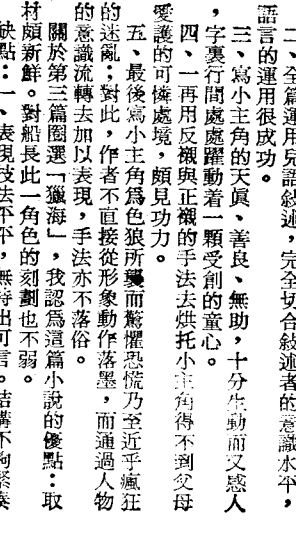 二、全篇運用兒語敍述，完全切合敍述者的意識水平，
語言的運用很成功。
三、寫小主角的天眞、善良、無助，十分生動而又感人
，字裏行間處處躍動着一顆受創的童心。
四、一再用反襯與正襯的手法去烘托小主角得不到父母
愛護的可憐處境，頗見功力。
五、最後寫小主角爲色狼所襲而驚懼恐慌乃至近乎瘋狂
的迷亂：對此，作者不直接從形象動作落墨，而通過人物
的意識流轉去加以表現，手法亦不落俗。
關於第三篇圈選「獵海」，我認爲這篇小說的優點：取
材頗新鮮。對船長此一角色的刻劃也不弱。
缺點：一、表現技法平平，無特出可言。結構不夠緊湊